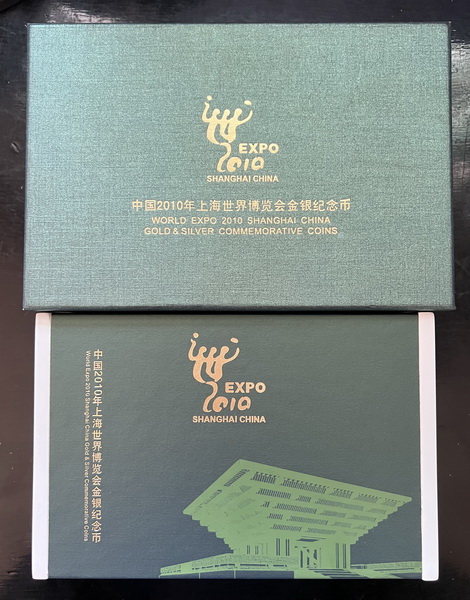 EXPO
2010
SHANGHAI CHINA
中国2010年上海世界博览会金银纪念币
WORLD EXPO 2010 SHANGHAI CHINA
GOLD & SILVER COMMEMORATIVE COINS
EXPO
2010
SHANGHAI CHINA
中国2010年上海世界博览会金银纪念币
World Expo 2010 Shanghai China Gold & Silver Commemorative Coins